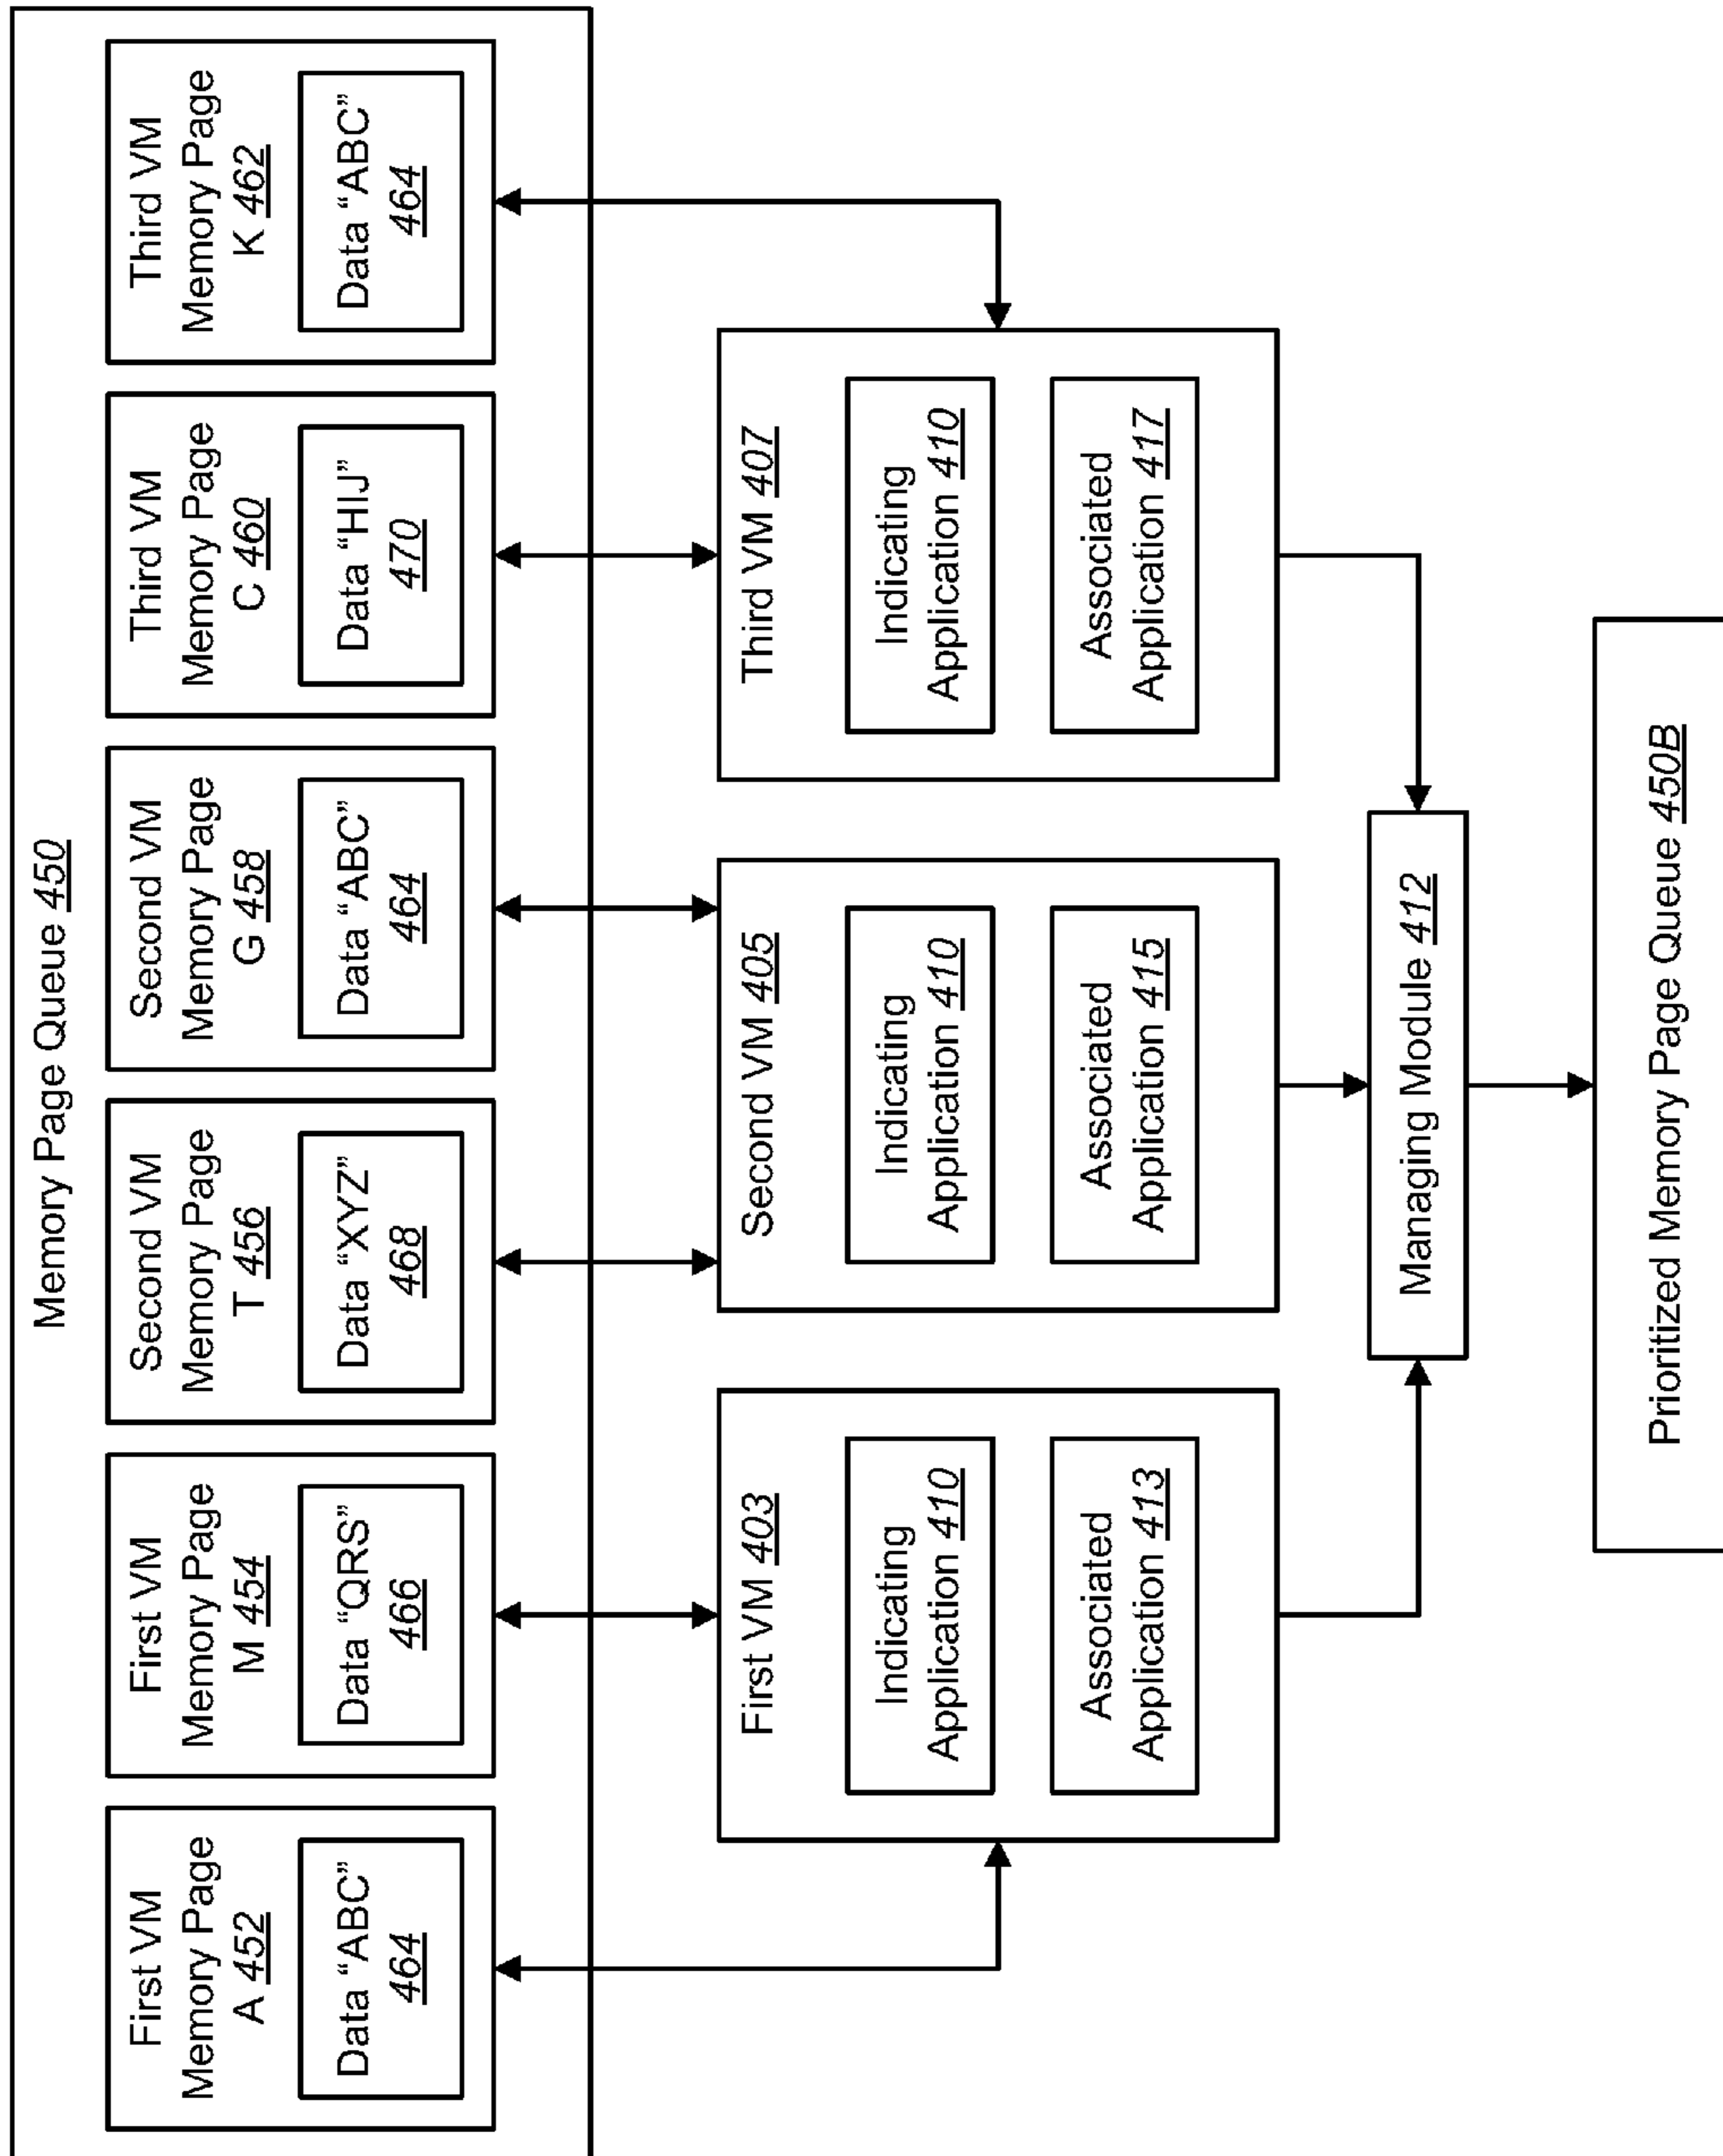 Memory Page Queue 450
First VM
Memory Page
A 452
Data “ABC”
464
First VM
Memory Page
M 454
Data “QRS”
466
Second VM
Memory Page
T 456
Data “XYZ”
468
Second VM
Memory Page
G 458
Data “ABC”
464
Third VM
Memory Page
C 460
Data “HIJ”
470
Third VM
Memory Page
K 462
Data “ABC”
464
First VM 403
Indicating
Application 410
Associated
Application 413
Second VM 405
Indicating
Application 410
Associated
Application 415
Third VM 407
Indicating
Application 410
Associated
Application 417
Managing Module 412
Prioritized Memory Page Queue 450B